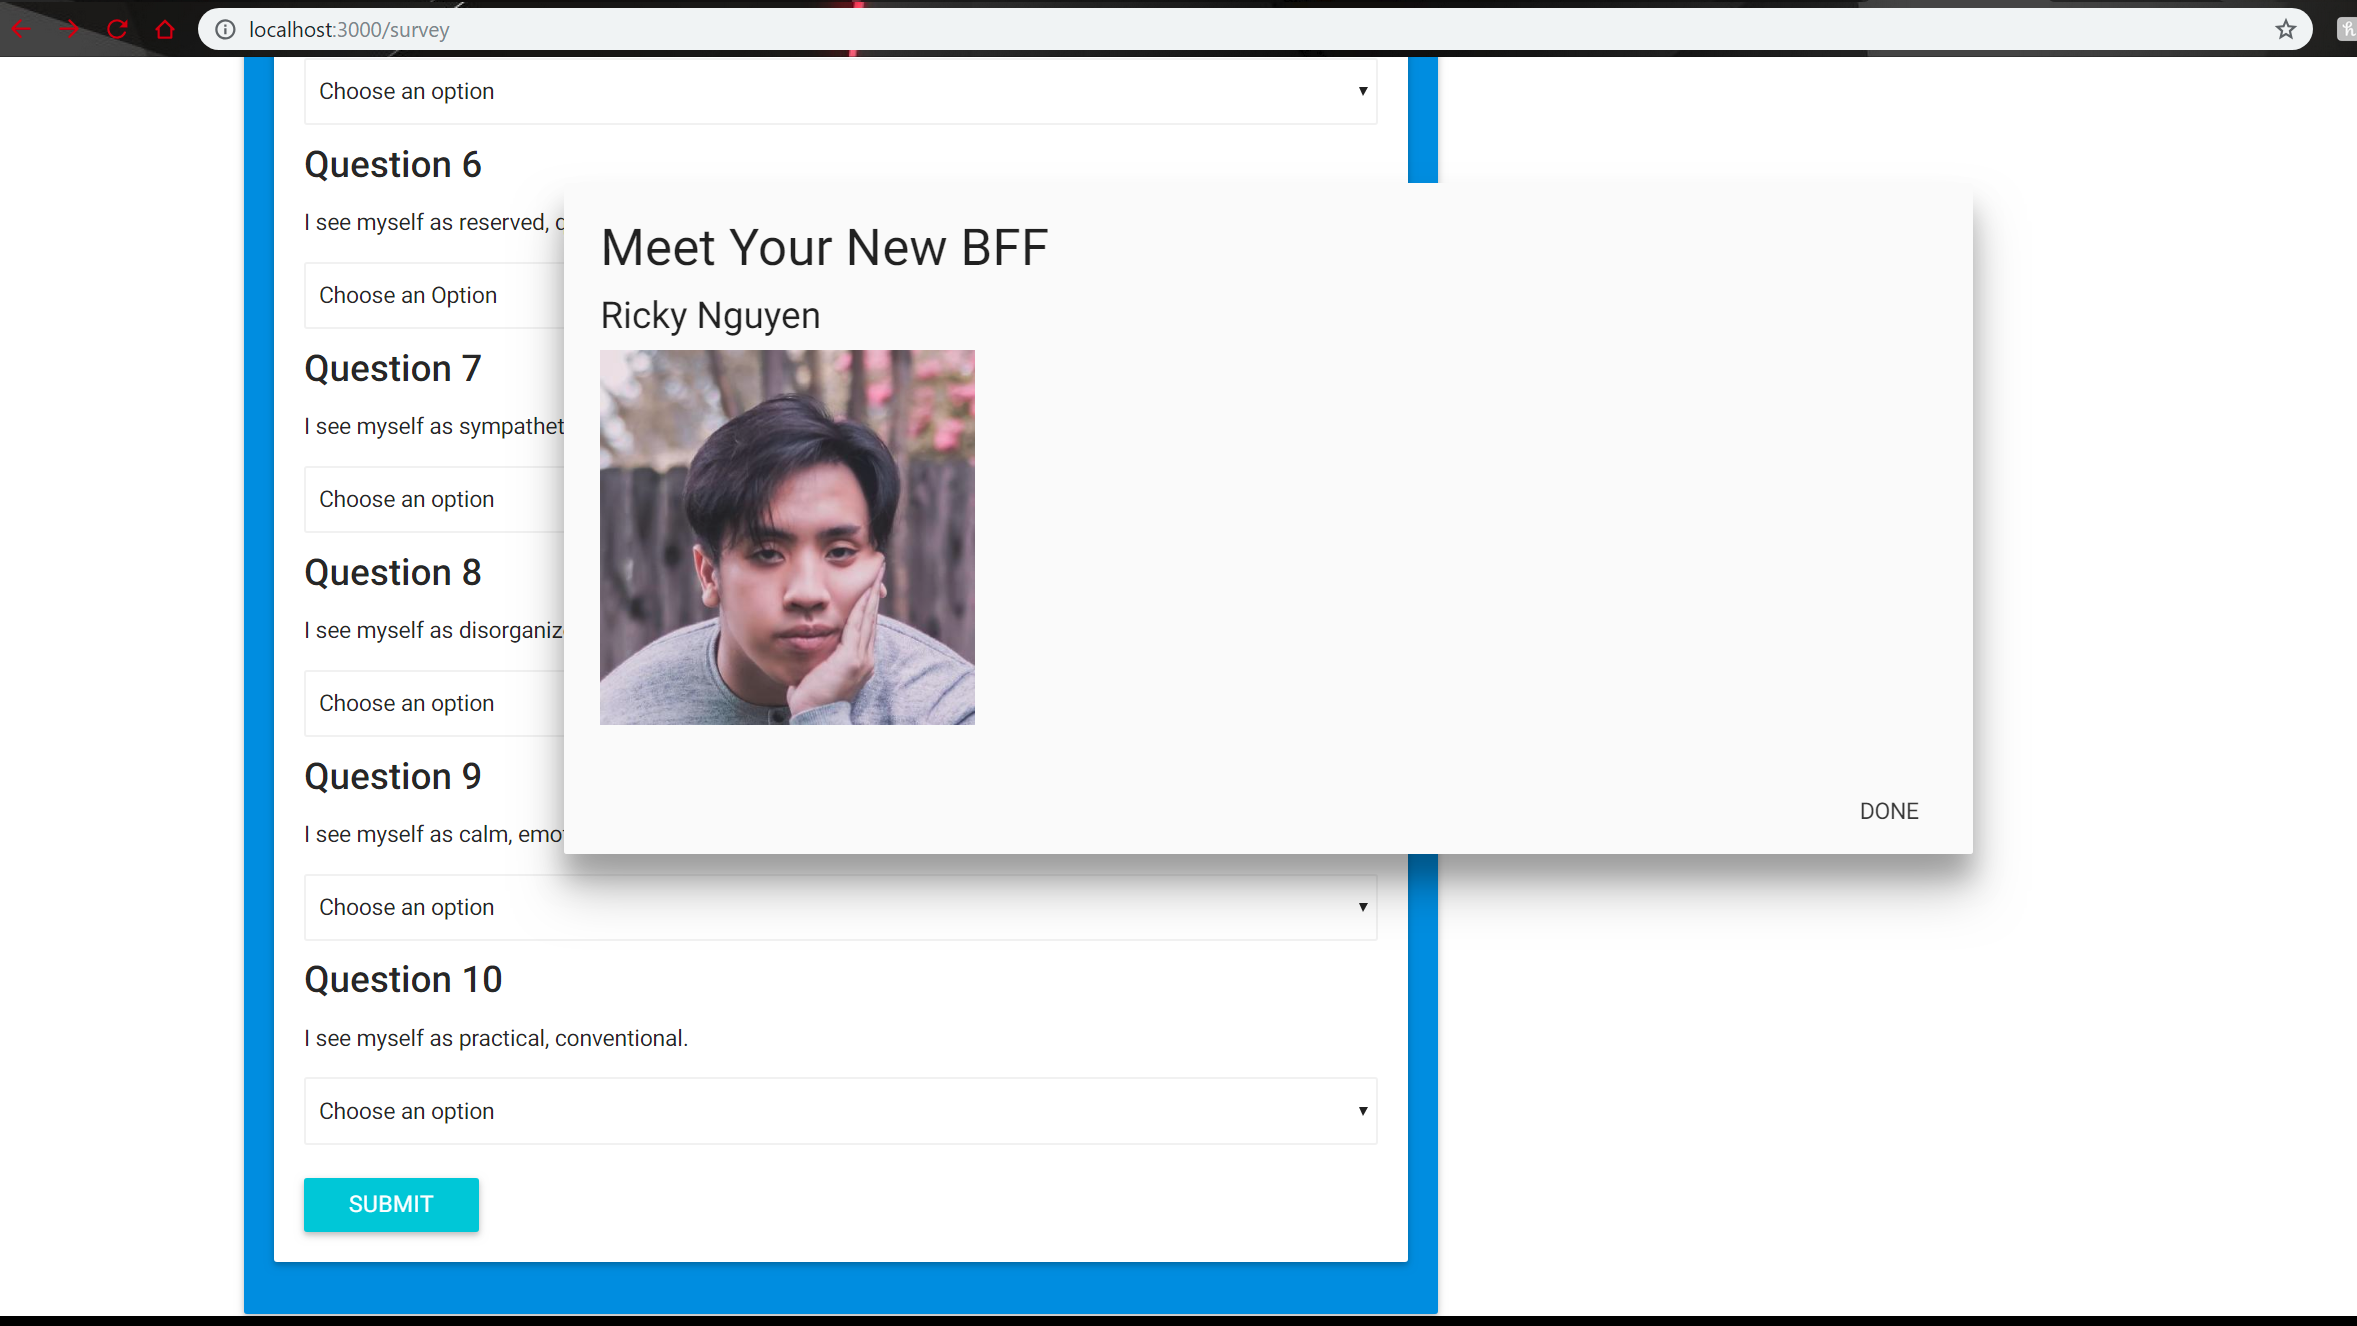 localhost:3000/survey
Choose an option
Question 6
I see myself as reserved,
Choose an Option
Question 7
I see myself as
Choose an option
Question 8
I see myself as
Choose an option
Question 9
I see myself as calm,
Choose an option
Question 10
I see myself as practical, conventional.
Choose an option
SUBMIT
Meet Your New BFF
Ricky Nguyen
DONE